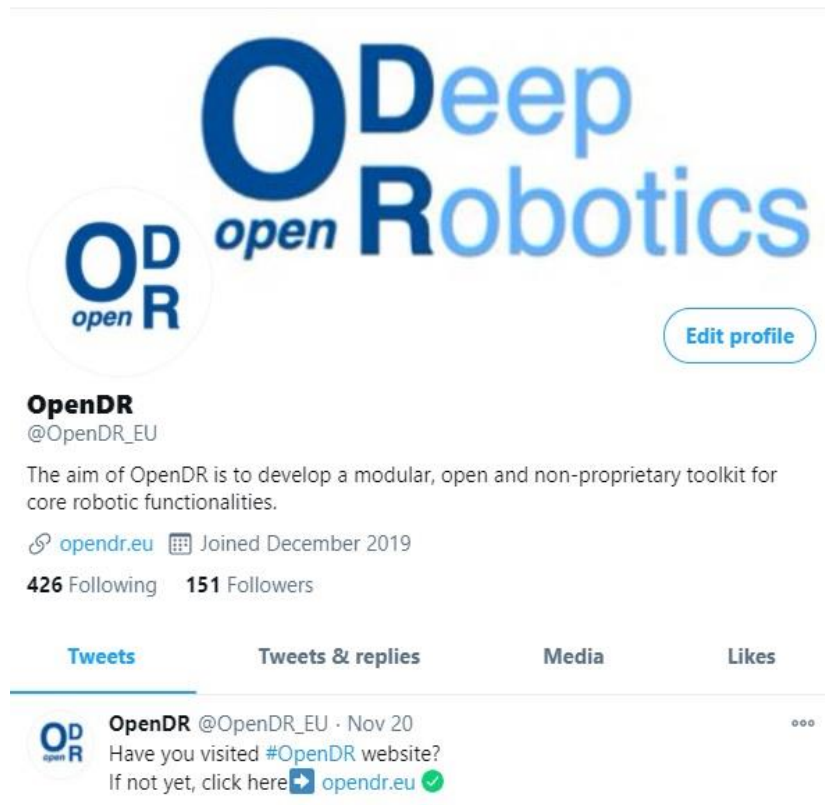 O Deep
open Robotics
O D
open R
Edit profile
OpenDR
@OpenDR_EU
The aim of OpenDR is to develop a modular, open and non-proprietary toolkit for
core robotic functionalities.
opendr.eu Joined December 2019
426 Following 151 Followers
Tweets Tweets & replies Media Likes
O D
open R
OpenDR @OpenDR_EU · Nov 20
Have you visited #OpenDR website?
If not yet, click here➡️ opendr.eu ✅